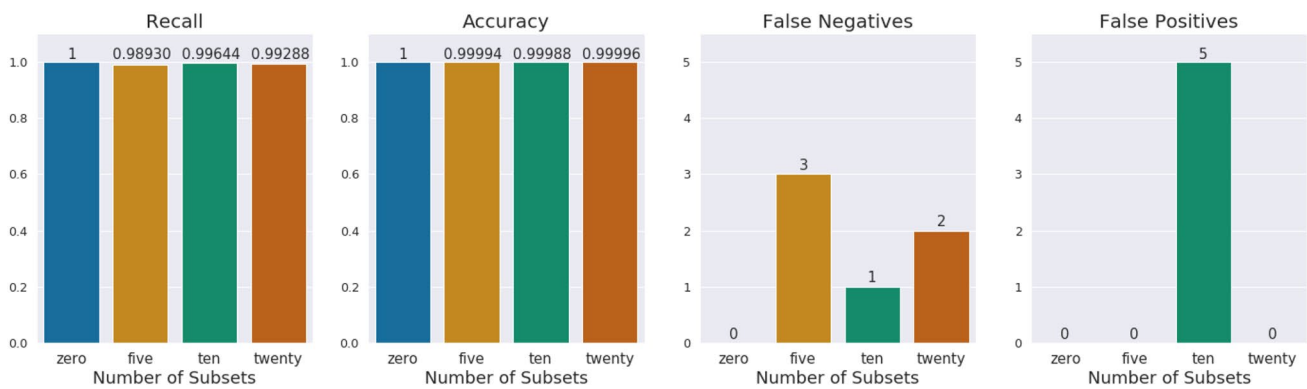 Recall
1 0.98930 0.99644 0.99288
1.0
0.8
0.6
0.4
0.2
0.0
zero five ten twenty
Number of Subsets
Accuracy
1 0.99994 0.99988 0.99996
1.0
0.8
0.6
0.4
0.2
0.0
zero five ten twenty
Number of Subsets
False Negatives
5
4
3
2
1
0
0 3 1 2
zero five ten twenty
Number of Subsets
False Positives
5
4
3
2
1
0
0 0 5 0
zero five ten twenty
Number of Subsets